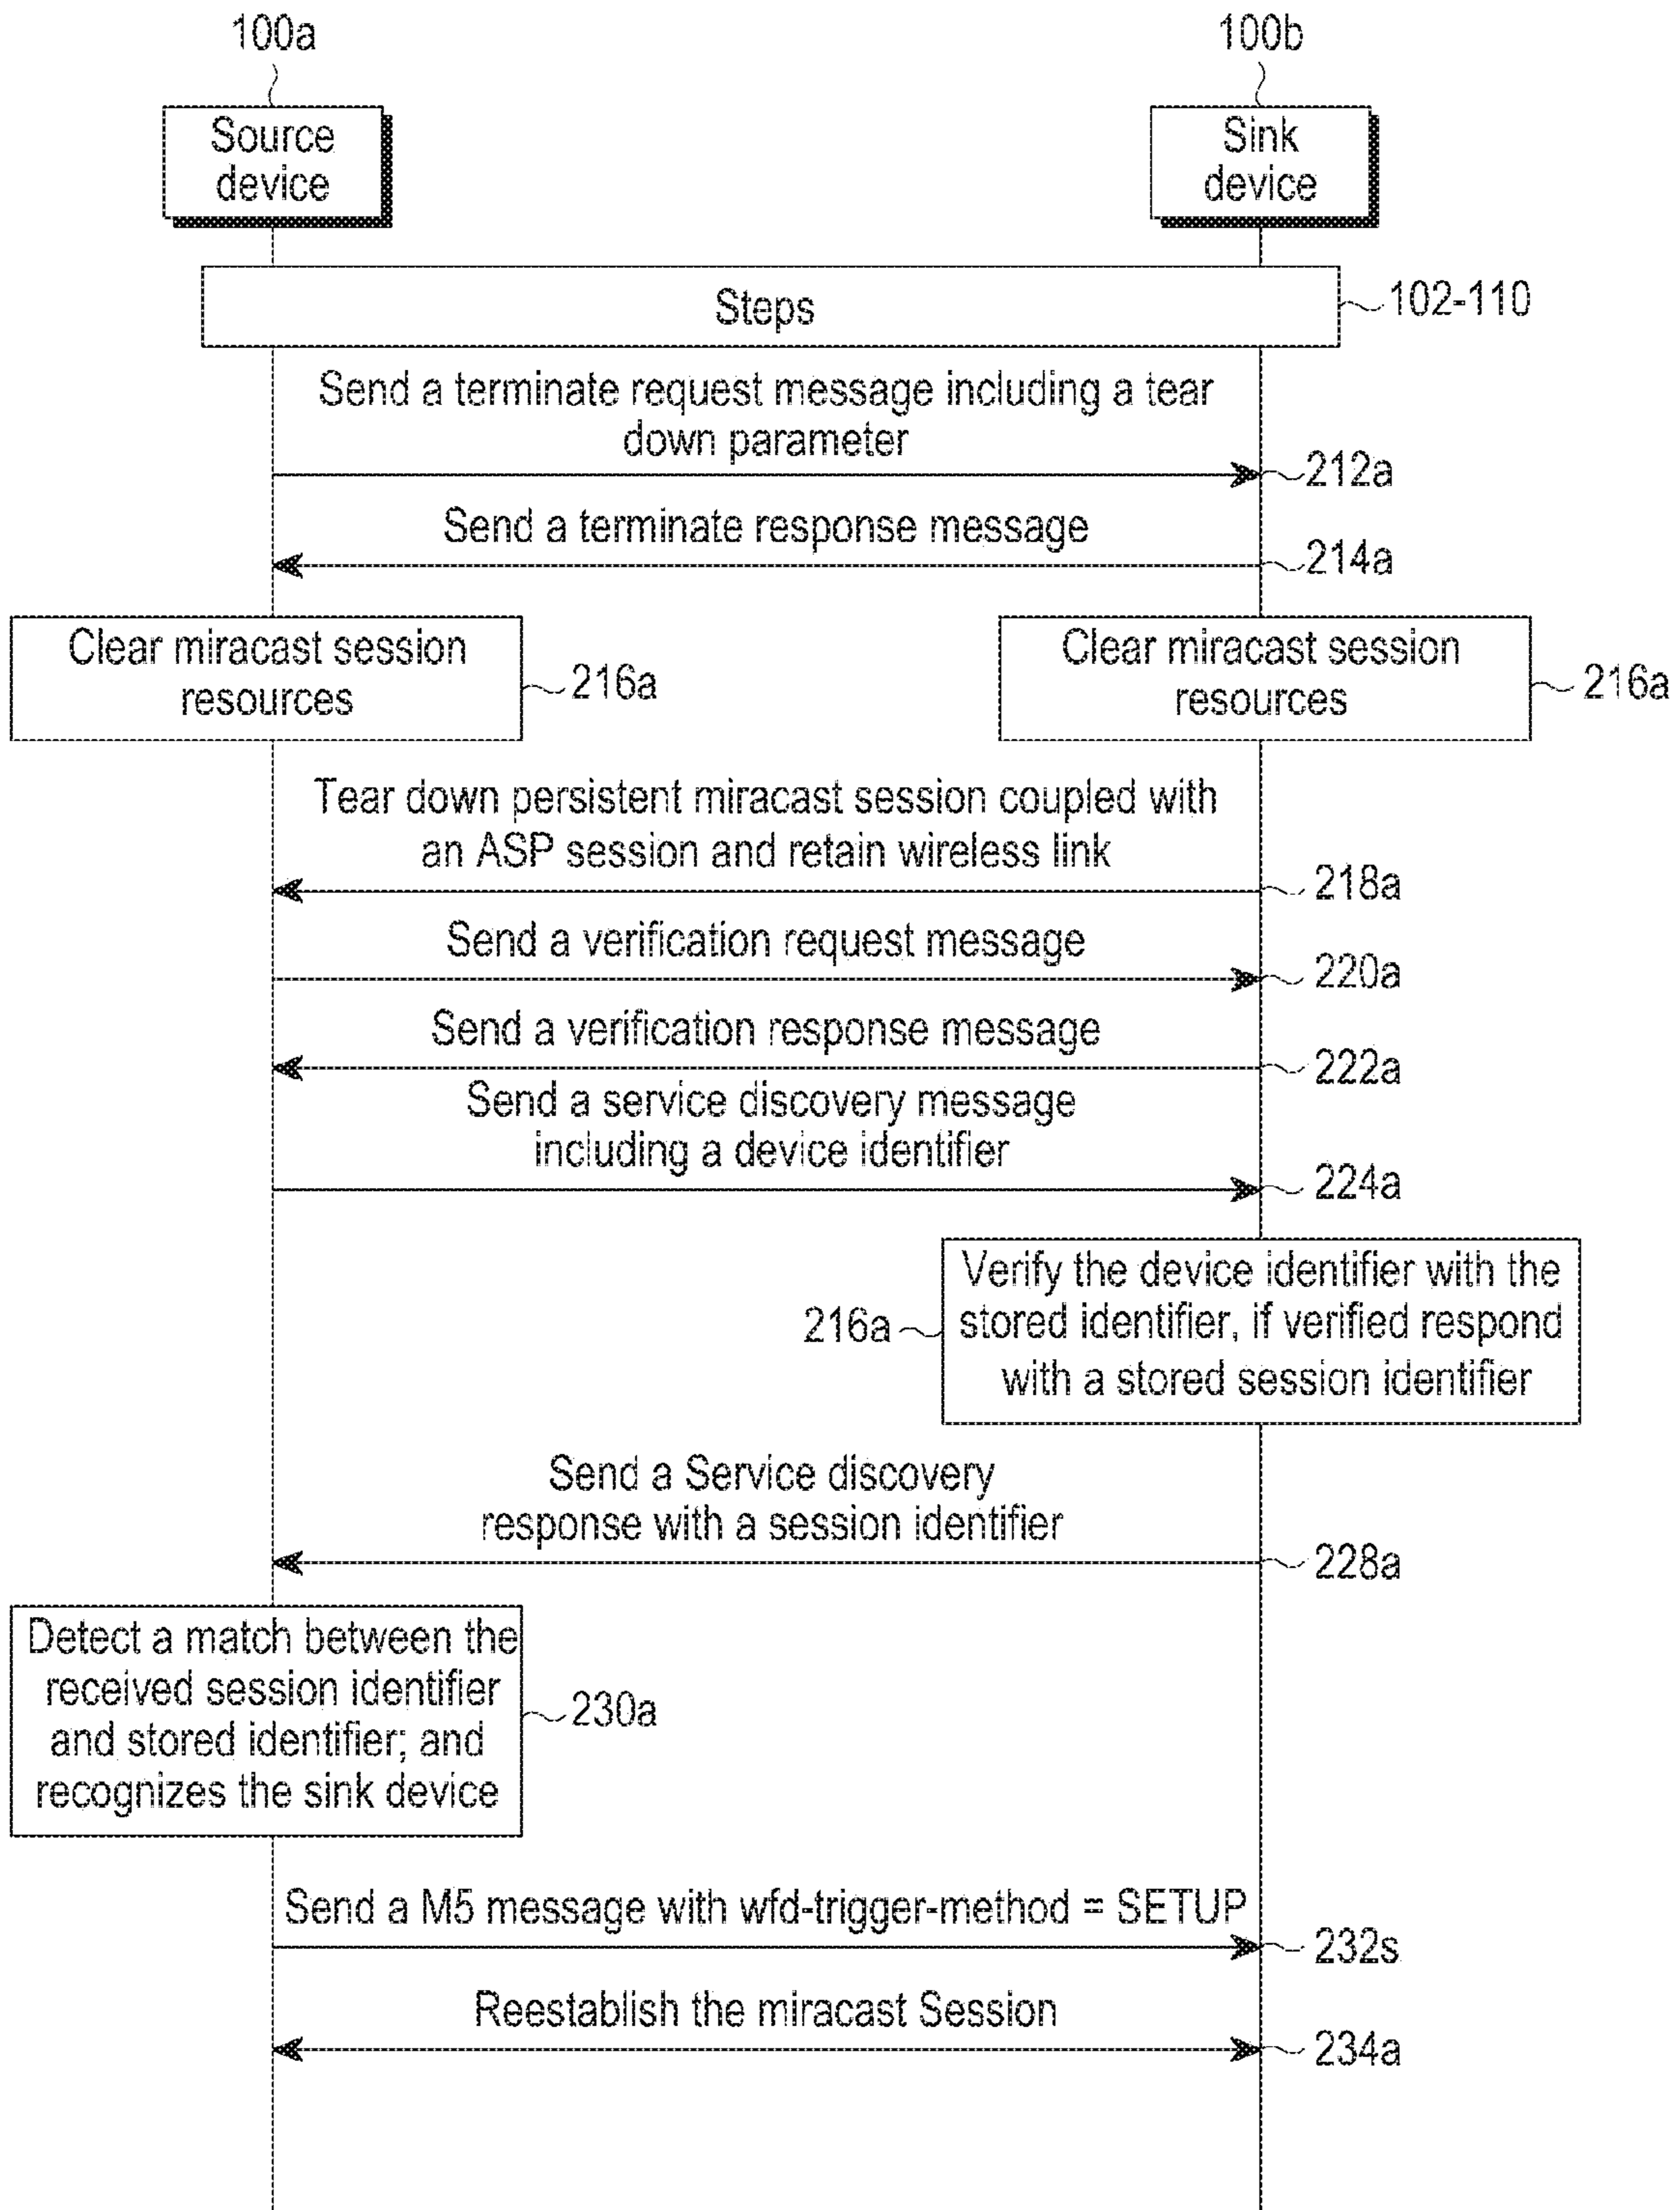 100a
100b
Source
device
Sink
device
Steps
102-110
Send a terminate request message including a tear
down parameter
212a
Send a terminate response message
214a
Clear miracast session
resources
216a
Clear miracast session
resources
216a
Tear down persistent miracast session coupled with
an ASP session and retain wireless link
218a
Send a verification request message
220a
Send a verification response message
222a
Send a service discovery message
including a device identifier
224a
Verify the device identifier with the
stored identifier, if verified respond
with a stored session identifier
216a
Send a Service discovery
response with a session identifier
228a
Detect a match between the
received session identifier
and stored identifier; and
recognizes the sink device
230a
Send a M5 message with wfd-trigger-method = SETUP
232s
Reestablish the miracast Session
234a